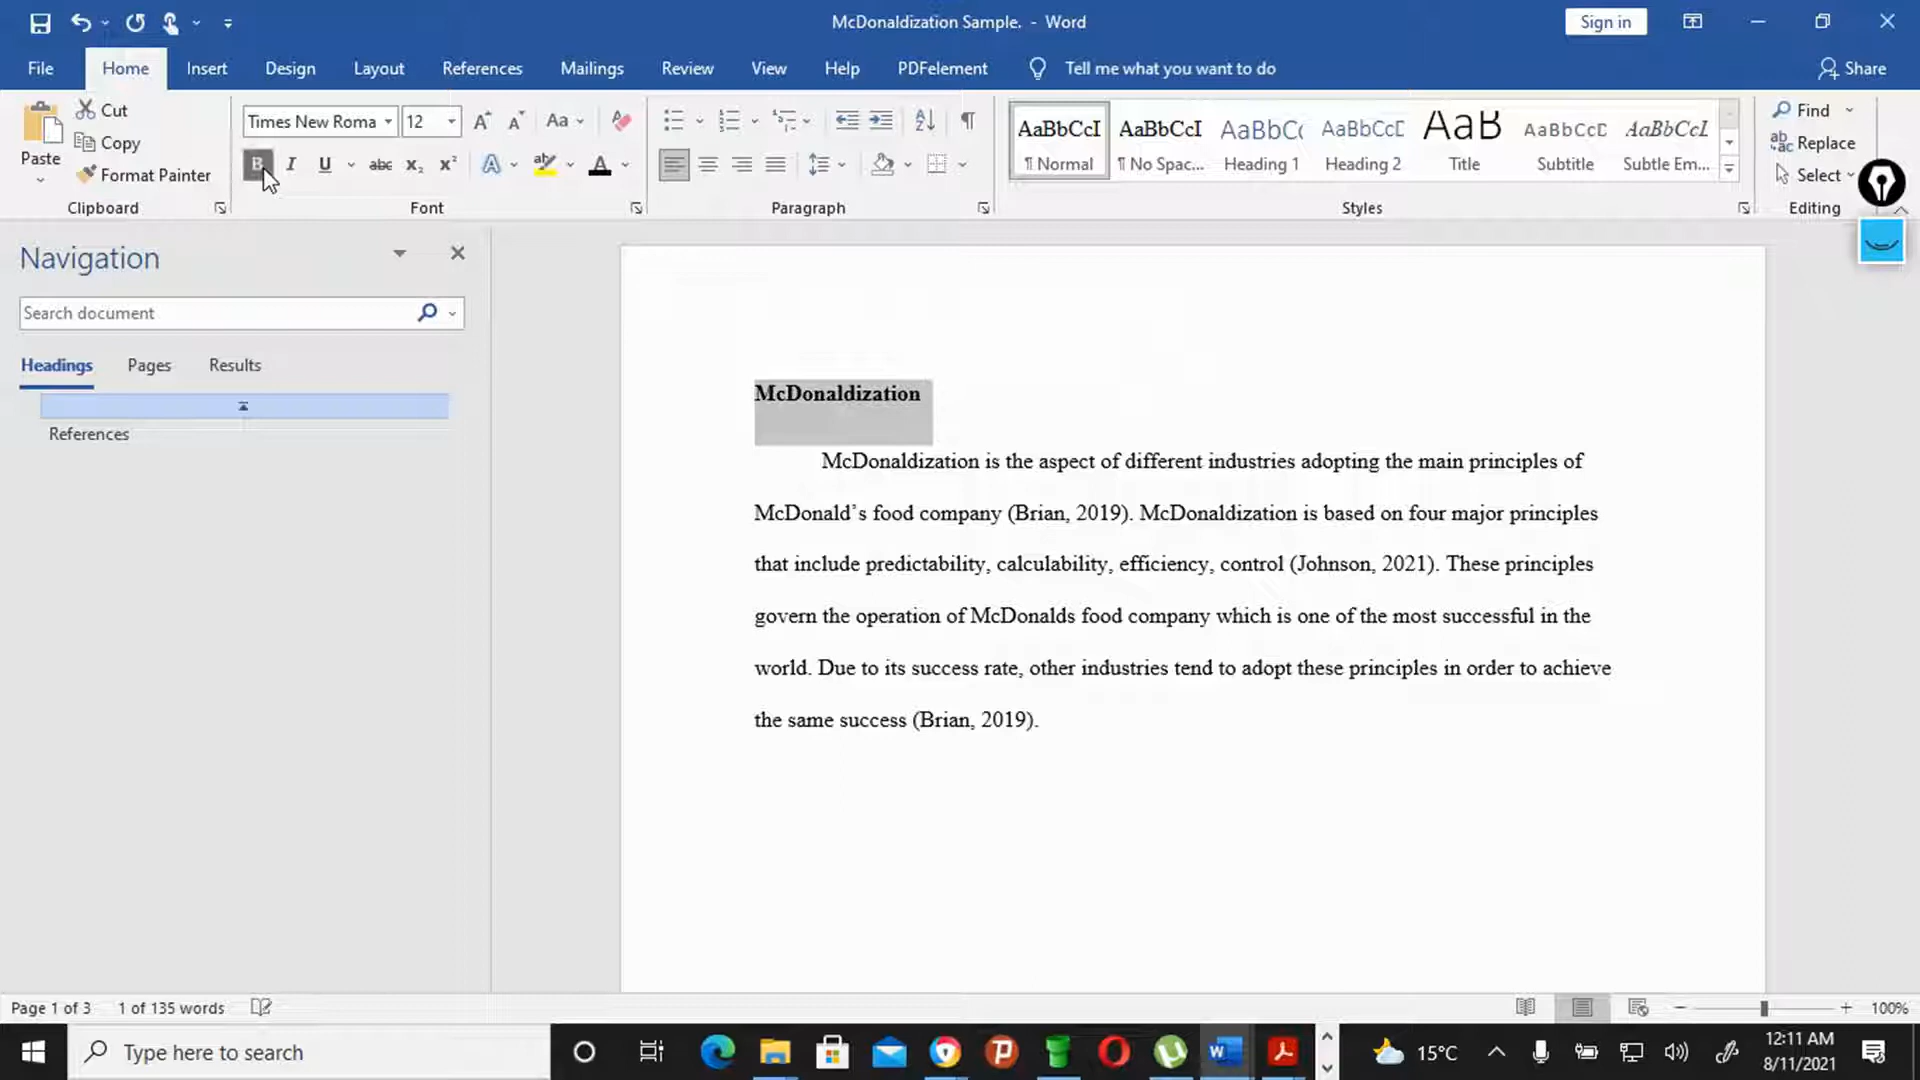 McDonaldization Sample. - Word
Sign in
File Home Insert Design Layout References Mailings Review View Help PDFelement Tell me what you want to do Share
Paste
Cut
Copy
Format Painter
Clipboard
Times New Roma 12 Aa
B I U abc x₂ x² A ab A
Font
Paragraph
AaBbCcI AaBbCcI AaBbC AaBbCcD AaB AaBbCcD AaBbCcI
¶ Normal ¶ No Spac... Heading 1 Heading 2 Title Subtitle Subtle Em...
Styles
Find
Replace
Select
Editing
Navigation
Search document
Headings Pages Results
References
McDonaldization
McDonaldization is the aspect of different industries adopting the main principles of
McDonald’s food company (Brian, 2019). McDonaldization is based on four major principles
that include predictability, calculability, efficiency, control (Johnson, 2021). These principles
govern the operation of McDonalds food company which is one of the most successful in the
world. Due to its success rate, other industries tend to adopt these principles in order to achieve
the same success (Brian, 2019).
Page 1 of 3 1 of 135 words
100%
Type here to search
15°C
12:11 AM
8/11/2021